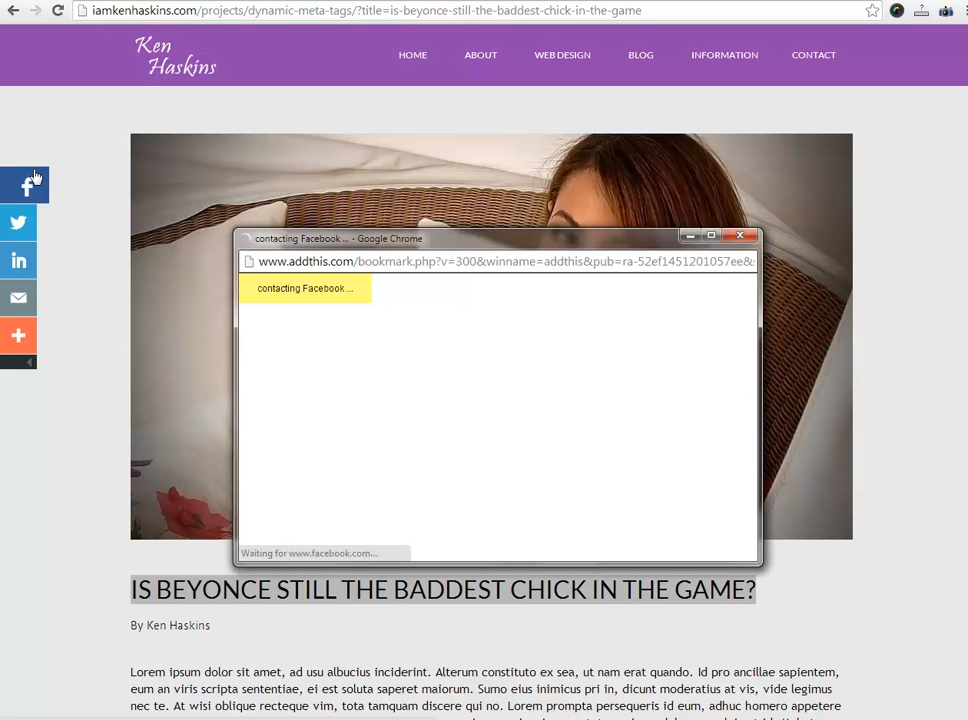 iamkenhaskins.com/projects/dynamic-meta-tags/?title=is-beyonce-still-the-baddest-chick-in-the-game
Ken
Haskins
HOME ABOUT WEB DESIGN BLOG INFORMATION CONTACT
contacting Facebook ... - Google Chrome
www.addthis.com/bookmark.php?v=300&winname=addthis&pub=ra-52ef1451201057ee&
contacting Facebook ...
Waiting for www.facebook.com...
IS BEYONCE STILL THE BADDEST CHICK IN THE GAME?
By Ken Haskins
Lorem ipsum dolor sit amet, ad usu albucius inciderint. Alterum constituto ex sea, ut nam erat quando. Id pro ancillae sapientem,
eum an viris scripta sententiae, ei est soluta saperet maiorum. Sumo eius inimicus pri in, dicunt moderatius at vis, vide legimus
nec te. At wisi oblique recteque vim, tota tamquam discere qui no. Lorem prompta persequeris id eum, ad duo homero appetere